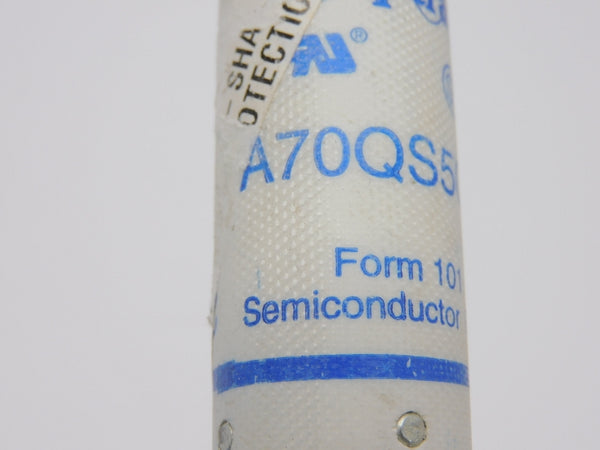 SHA
OTECTIO
®
A70QS5
Form 101
Semiconductor